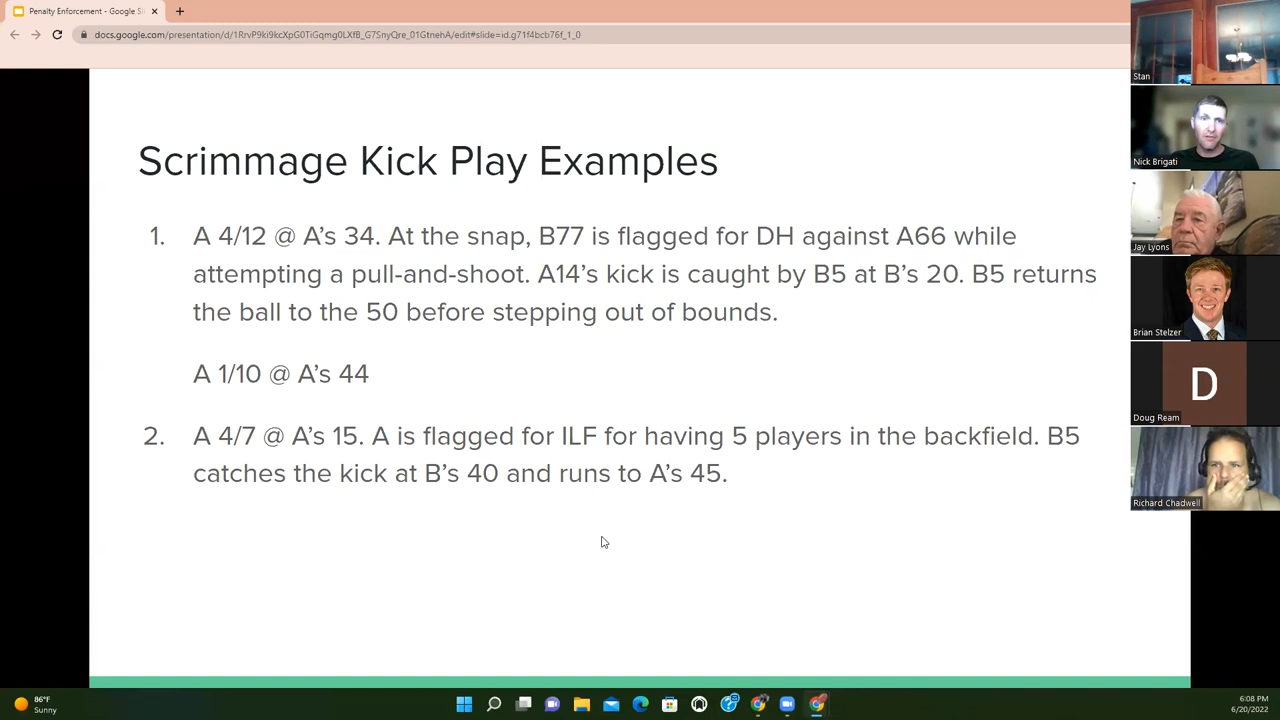 Penalty Enforcement - Google Sli
docs.google.com/presentation/d/1RrvP9ki9kcXpG0TiGqmg0LXfB_G7SnyQre_01GtnehA/edit#slide=id.g71f4bcb76f_1_0
Scrimmage Kick Play Examples
1. A 4/12 @ A's 34. At the snap, B77 is flagged for DH against A66 while
attempting a pull-and-shoot. A14's kick is caught by B5 at B's 20. B5 returns
the ball to the 50 before stepping out of bounds.
A 1/10 @ A's 44
2. A 4/7 @ A's 15. A is flagged for ILF for having 5 players in the backfield. B5
catches the kick at B's 40 and runs to A's 45.
Stan
Nick Brigati
Jay Lyons
Brian Stelzer
D
Doug Ream
Richard Chadwell
86°F
Sunny
6:08 PM
6/20/2022